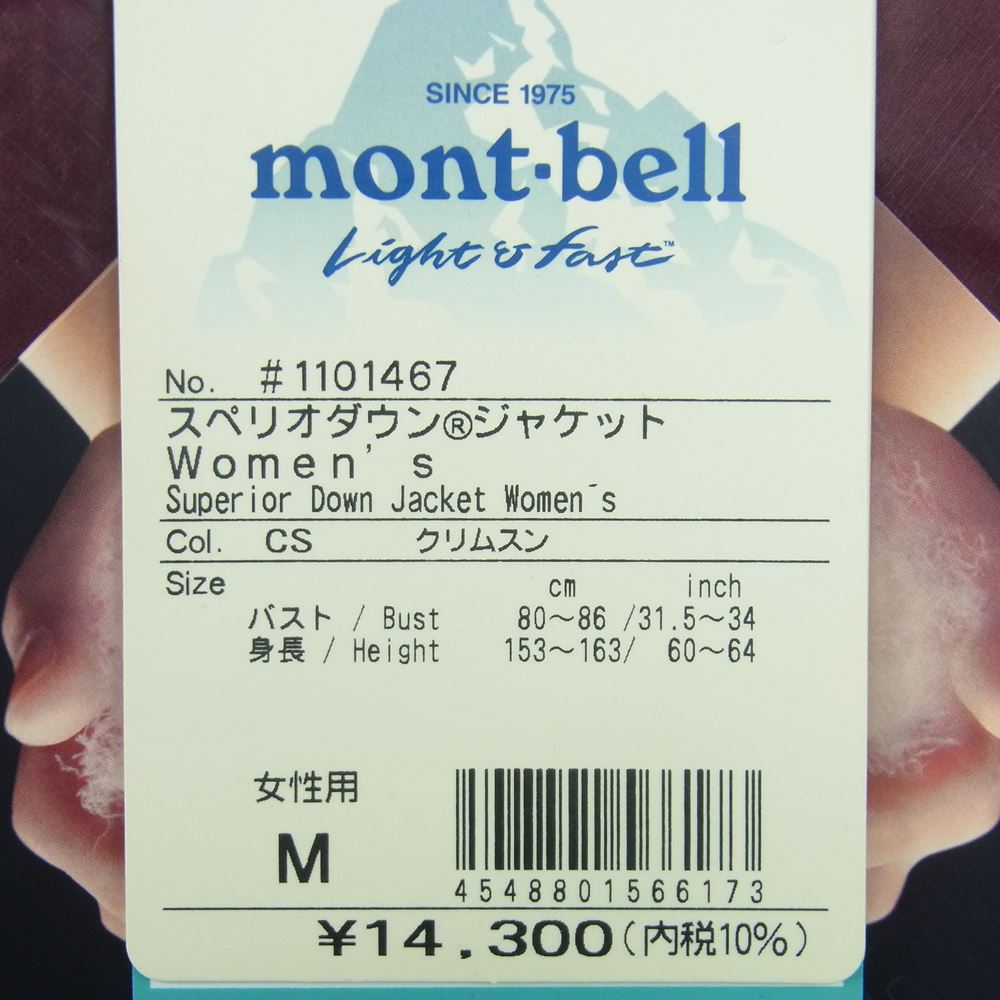 SINCE 1975
mont-bell
Light & Fast™
No. #1101467
スペリオダウン®ジャケット
Women's
Superior Down Jacket Women´s
Col. CS クリムスン
Size cm inch
バスト / Bust 80～86 /31.5～34
身長 / Height 153～163/ 60～64
女性用
M
4548801566173
¥14,300(内税10%)